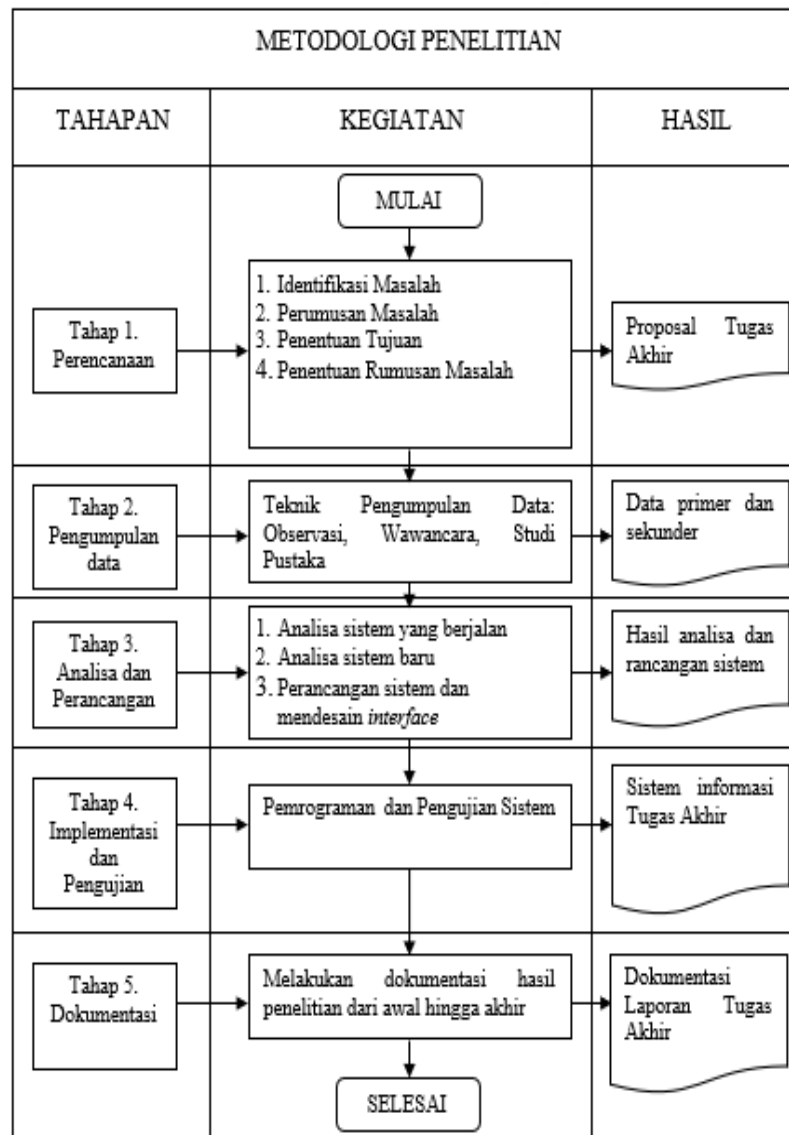 METODOLOGI PENELITIAN
TAHAPAN
KEGIATAN
HASIL
MULAI
Tahap 1.
Perencanaan
1. Identifikasi Masalah
2. Perumusan Masalah
3. Penentuan Tujuan
4. Penentuan Rumusan Masalah
Proposal Tugas
Akhir
Tahap 2.
Pengumpulan
data
Teknik Pengumpulan Data:
Observasi, Wawancara, Studi
Pustaka
Data primer dan
sekunder
Tahap 3.
Analisa dan
Perancangan
1. Analisa sistem yang berjalan
2. Analisa sistem baru
3. Perancangan sistem dan
mendesain interface
Hasil analisa dan
rancangan sistem
Tahap 4.
Implementasi
dan
Pengujian
Pemrograman dan Pengujian Sistem
Sistem informasi
Tugas Akhir
Tahap 5.
Dokumentasi
Melakukan dokumentasi hasil
penelitian dari awal hingga akhir
Dokumentasi
Laporan Tugas
Akhir
SELESAI